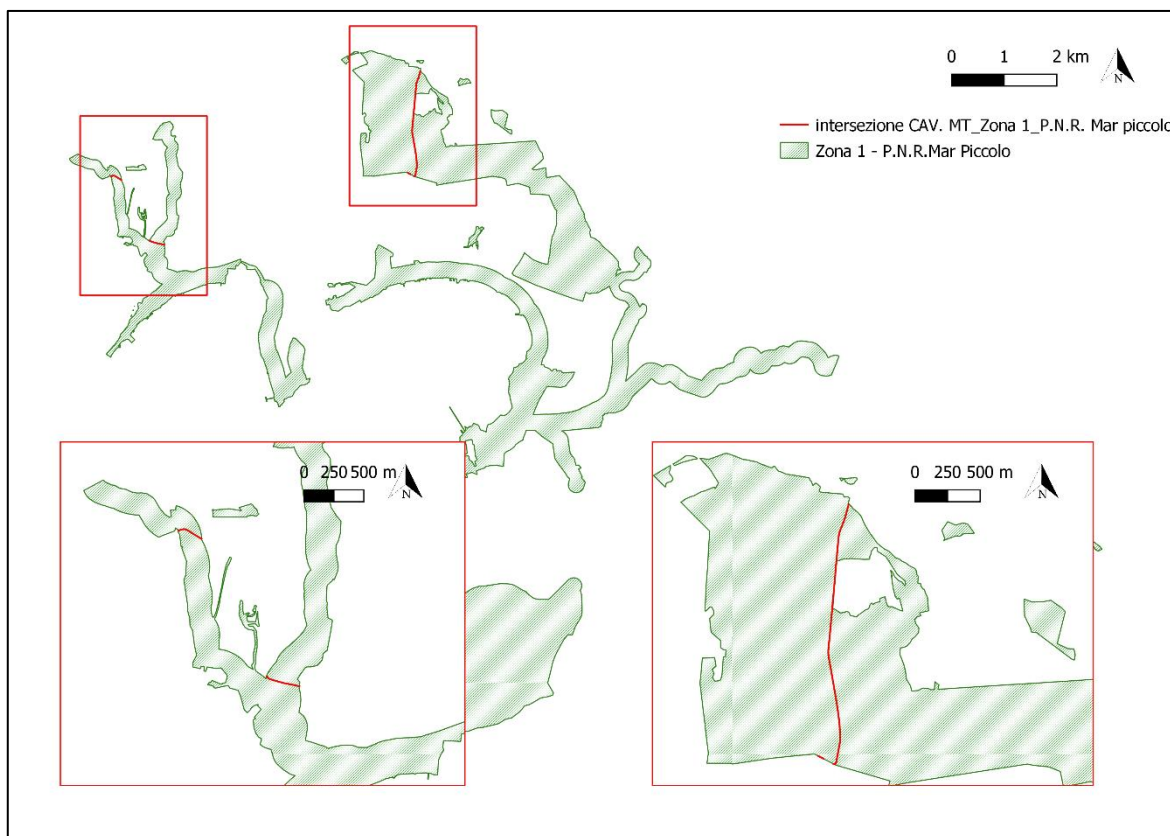 0 1 2 km
N
intersezione CAV. MT_Zona 1_P.N.R. Mar piccolo
Zona 1 - P.N.R.Mar Piccolo
0 250 500 m
N
0 250 500 m
N